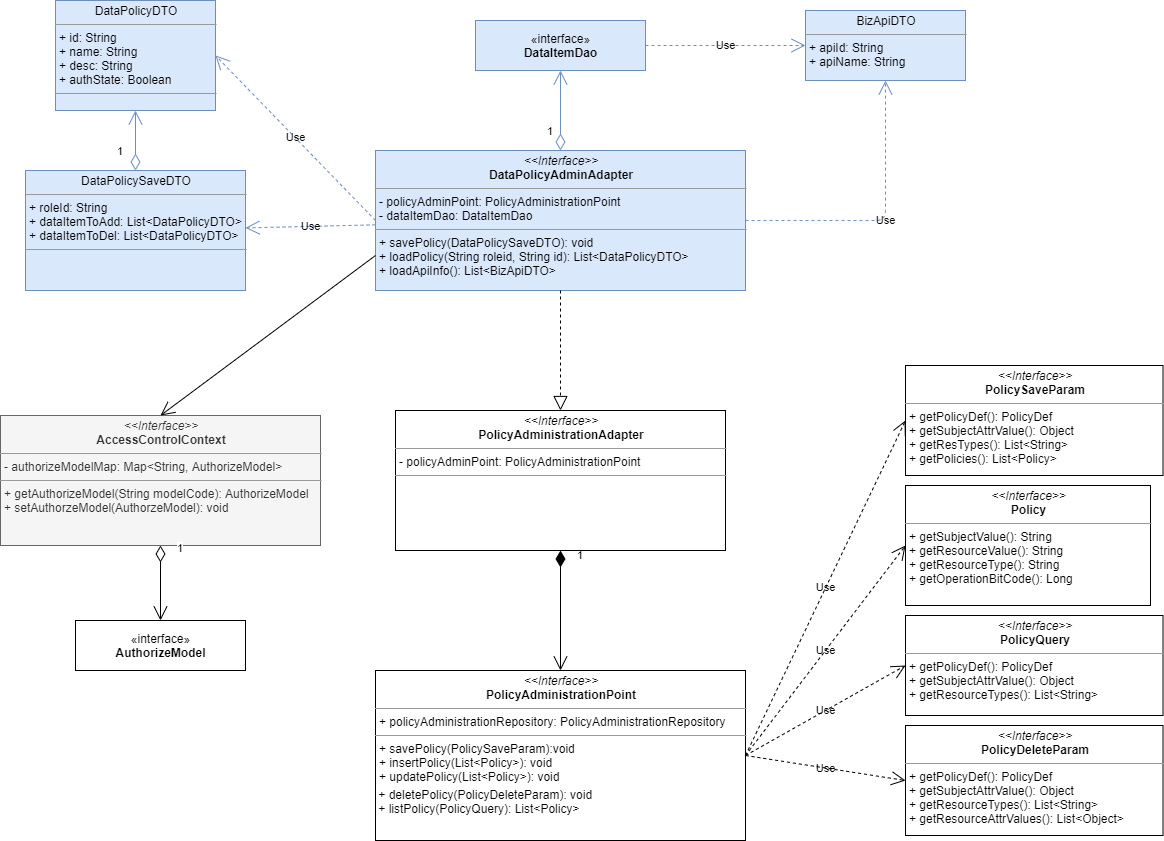 DataPolicyDTO
+ id: String
+ name: String
+ desc: String
+ authState: Boolean
«interface»
DataItemDao
Use
BizApiDTO
+ apiId: String
+ apiName: String
Use
1
1
DataPolicySaveDTO
+ roleId: String
+ dataItemToAdd: List<DataPolicyDTO>
+ dataItemToDel: List<DataPolicyDTO>
Use
<<Interface>>
DataPolicyAdminAdapter
- policyAdminPoint: PolicyAdministrationPoint
- dataItemDao: DataItemDao
+ savePolicy(DataPolicySaveDTO): void
+ loadPolicy(String roleid, String id): List<DataPolicyDTO>
+ loadApiInfo(): List<BizApiDTO>
Use
<<Interface>>
AccessControlContext
- authorizeModelMap: Map<String, AuthorizeModel>
+ getAuthorizeModel(String modelCode): AuthorizeModel
+ setAuthorzeModel(AuthorzeModel): void
1
«interface»
AuthorizeModel
<<Interface>>
PolicyAdministrationAdapter
- policyAdminPoint: PolicyAdministrationPoint
1
<<Interface>>
PolicyAdministrationPoint
+ policyAdministrationRepository: PolicyAdministrationRepository
+ savePolicy(PolicySaveParam):void
+ insertPolicy(List<Policy>): void
+ updatePolicy(List<Policy>): void
+ deletePolicy(PolicyDeleteParam): void
+ listPolicy(PolicyQuery): List<Policy>
Use
Use
Use
Use
<<Interface>>
PolicySaveParam
+ getPolicyDef(): PolicyDef
+ getSubjectAttrValue(): Object
+ getResTypes(): List<String>
+ getPolicies(): List<Policy>
<<Interface>>
Policy
+ getSubjectValue(): String
+ getResourceValue(): String
+ getResourceType(): String
+ getOperationBitCode(): Long
<<Interface>>
PolicyQuery
+ getPolicyDef(): PolicyDef
+ getSubjectAttrValue(): Object
+ getResourceTypes(): List<String>
<<Interface>>
PolicyDeleteParam
+ getPolicyDef(): PolicyDef
+ getSubjectAttrValue(): Object
+ getResourceTypes(): List<String>
+ getResourceAttrValues(): List<Object>